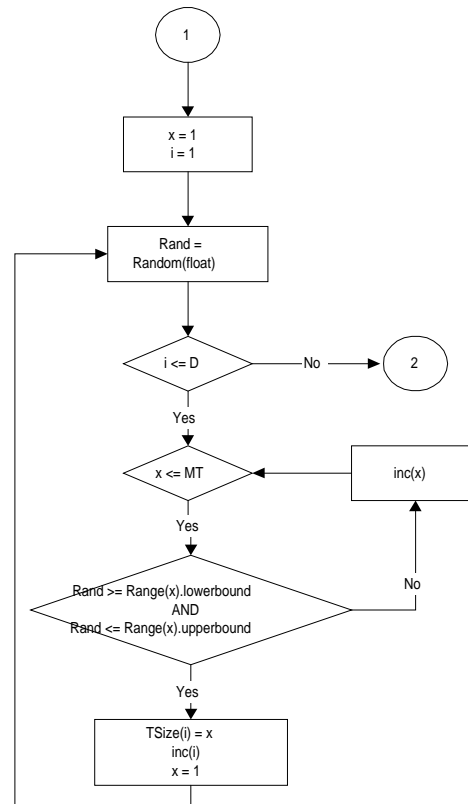 1
x = 1
i = 1
Rand =
Random(float)
i <= D
No
2
Yes
x <= MT
inc(x)
Yes
No
Rand >= Range(x).lowerbound
AND
Rand <= Range(x).upperbound
Yes
TSize(i) = x
inc(i)
x = 1